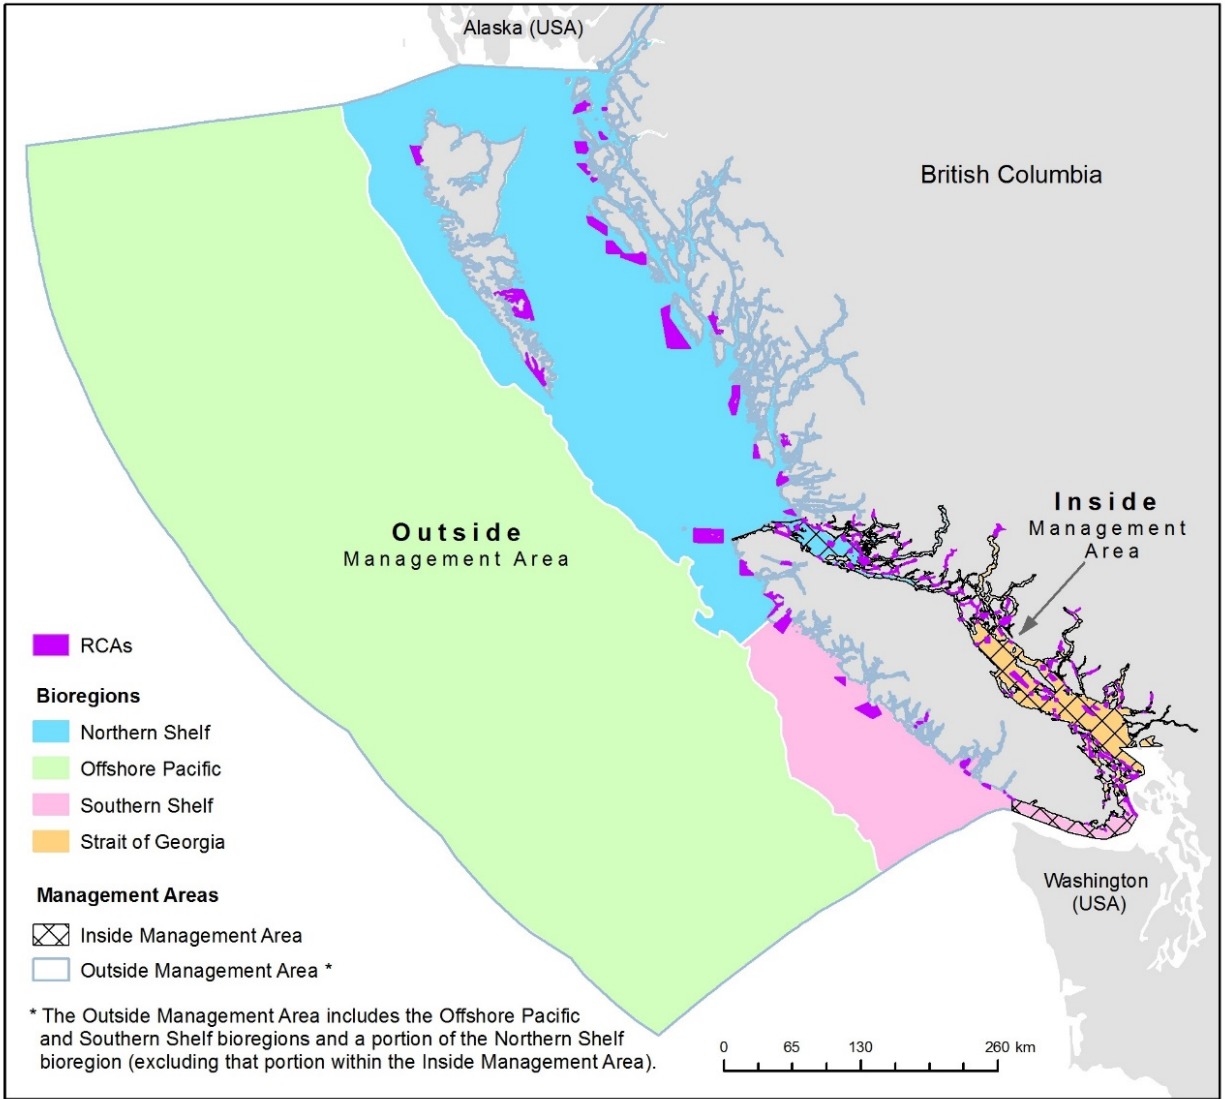 Alaska (USA)
British Columbia
Inside
Management
Area
Outside
Management Area
RCAs
Bioregions
Northern Shelf
Offshore Pacific
Southern Shelf
Strait of Georgia
Washington
(USA)
Management Areas
Inside Management Area
Outside Management Area *
* The Outside Management Area includes the Offshore Pacific
and Southern Shelf bioregions and a portion of the Northern Shelf
bioregion (excluding that portion within the Inside Management Area).
0 65 130 260 km